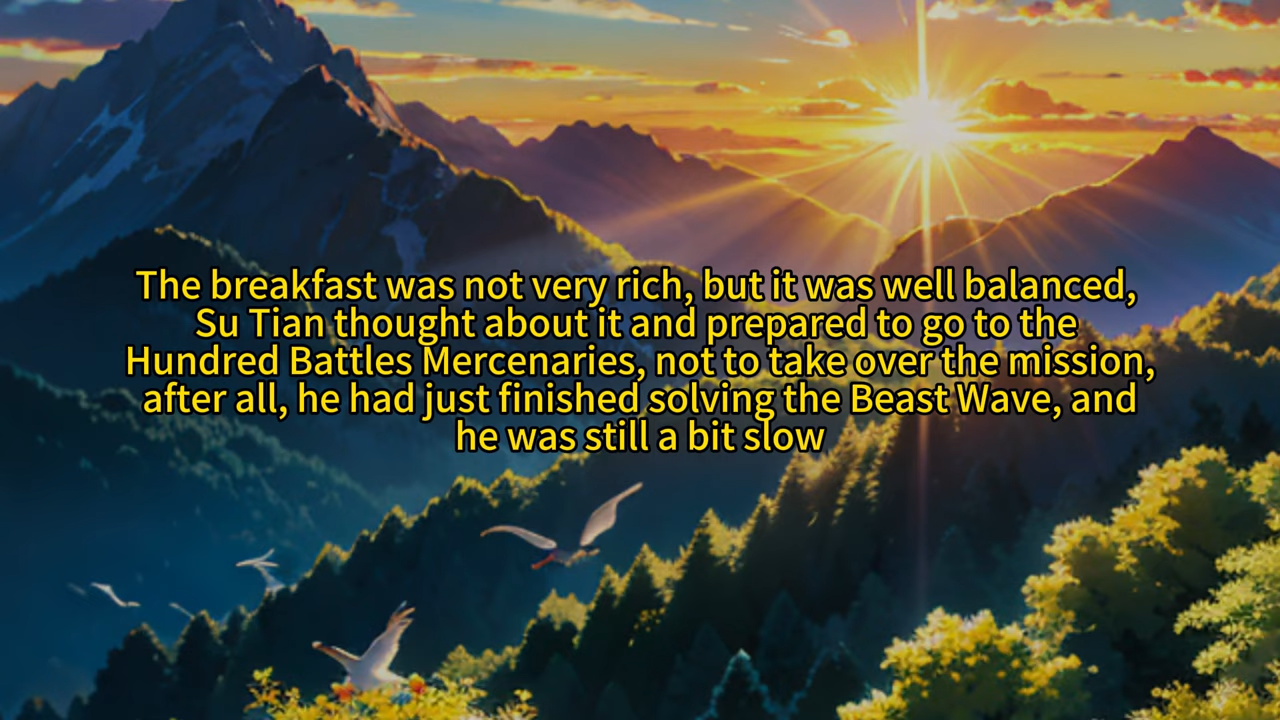 The breakfast was not very rich, but it was well balanced,
Su Tian thought about it and prepared to go to the
Hundred Battles Mercenaries, not to take over the mission,
after all, he had just finished solving the Beast Wave, and
he was still a bit slow